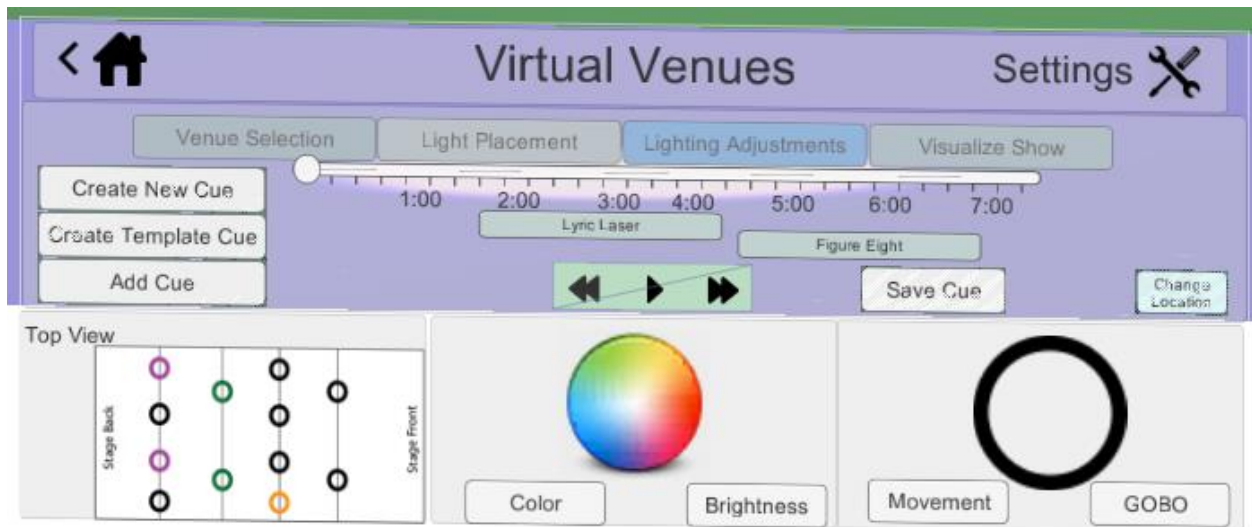 Virtual Venues
Settings
Venue Selection
Light Placement
Lighting Adjustments
Visualize Show
Create New Cue
Create Template Cue
Add Cue
1:00 2:00 3:00 4:00 5:00 6:00 7:00
Lyric Laser
Figure Eight
Save Cue
Change
Location
Top View
Stage Back
Stage Front
Color
Brightness
Movement
GOBO